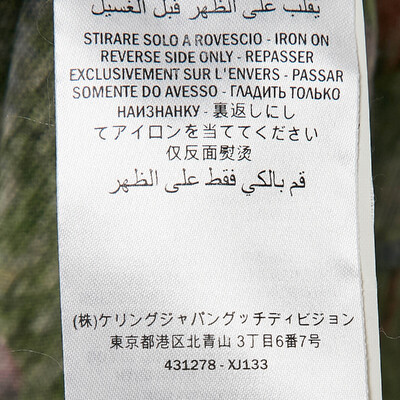 يقلب على الظهر قبل الغسيل
STIRARE SOLO A ROVESCIO - IRON ON
REVERSE SIDE ONLY - REPASSER
EXCLUSIVEMENT SUR L'ENVERS - PASSAR
SOMENTE DO AVESSO - ГЛАДИТЬ ТОЛЬКО
НАИЗНАНКУ - 裏返しにし
てアイロンを当ててください
仅反面熨烫
قم بالكي فقط على الظهر
(株)ケリングジャパングッチディビジョン
東京都港区北青山 3丁目6番7号
431278 - XJ133